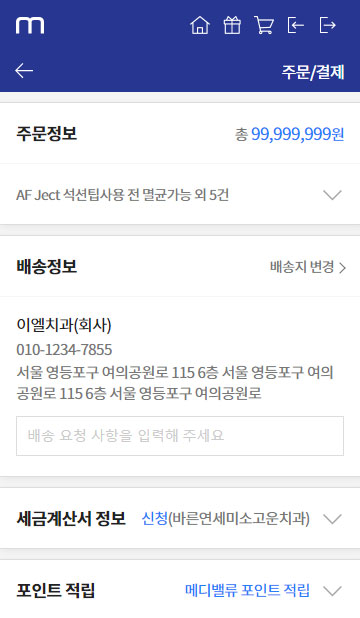 m
주문/결제
주문정보 총 99,999,999원
AF Ject 석션팁사용 전 멸균가능 외 5건
배송정보 배송지 변경
이엘치과(회사)
010-1234-7855
서울 영등포구 여의공원로 115 6층 서울 영등포구 여의
공원로 115 6층 서울 영등포구 여의공원로
배송 요청 사항을 입력해 주세요
세금계산서 정보 신청(바른연세미소고운치과)
포인트 적립 메디밸류 포인트 적립